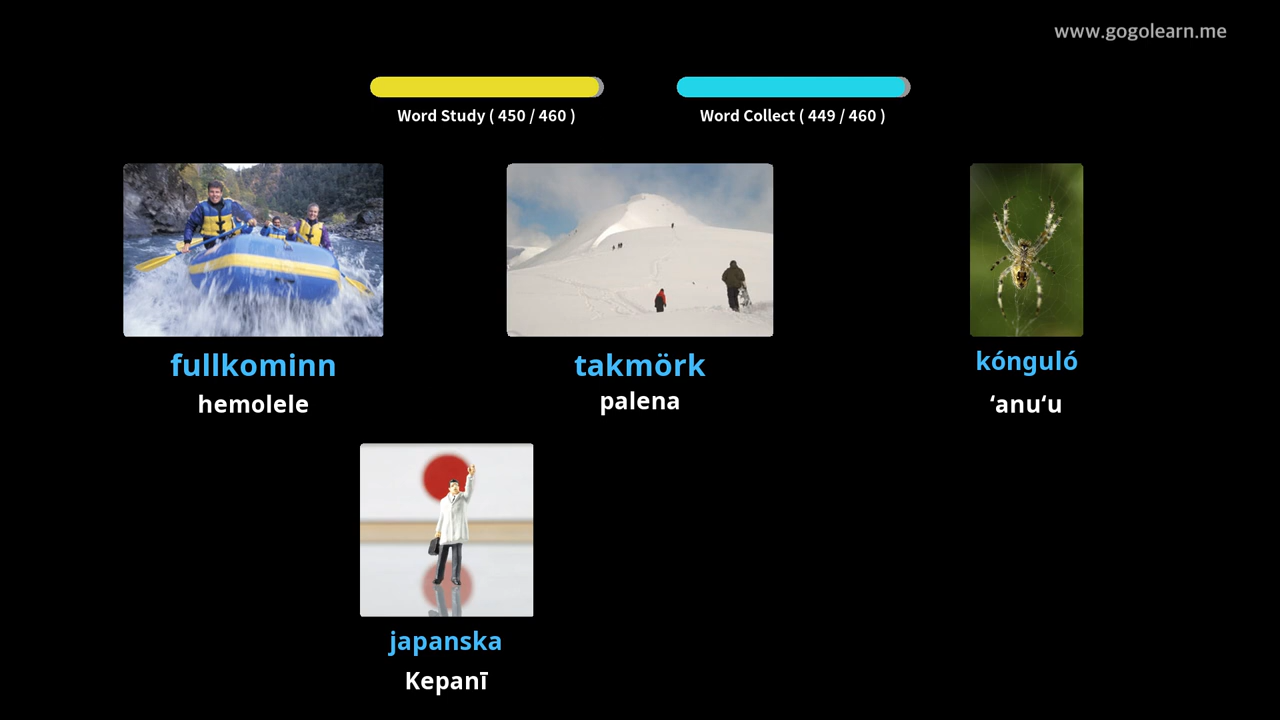 www.gogolearn.me
Word Study ( 450 / 460 )
Word Collect ( 449 / 460 )
fullkominn
hemolele
takmörk
palena
kónguló
ʻanuʻu
japanska
Kepanī